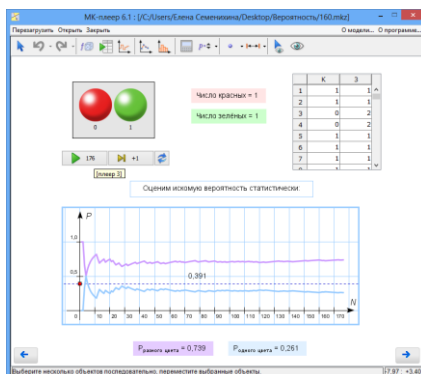 МК-плеер 6.1 : [/C:/Users/Елена Семенихина/Desktop/Вероятность/160.mkz]
Перезагрузить Открыть Закрыть О модели... О программе...
Число красных = 1
Число зелёных = 1
0 1
176 +1
[плеер 3]
К З
1 1 1
2 1 1
3 0 2
4 0 2
5 1 1
6 1 1
7 1 1
Оценим искомую вероятность статистически:
P
1,0
0,5
0,391
N
0 10 20 30 40 50 60 70 80 90 100 110 120 130 140 150 160 170
P разного цвета = 0,739 P одного цвета = 0,261
Выберите несколько объектов последовательно, переместите выбранные объекты.